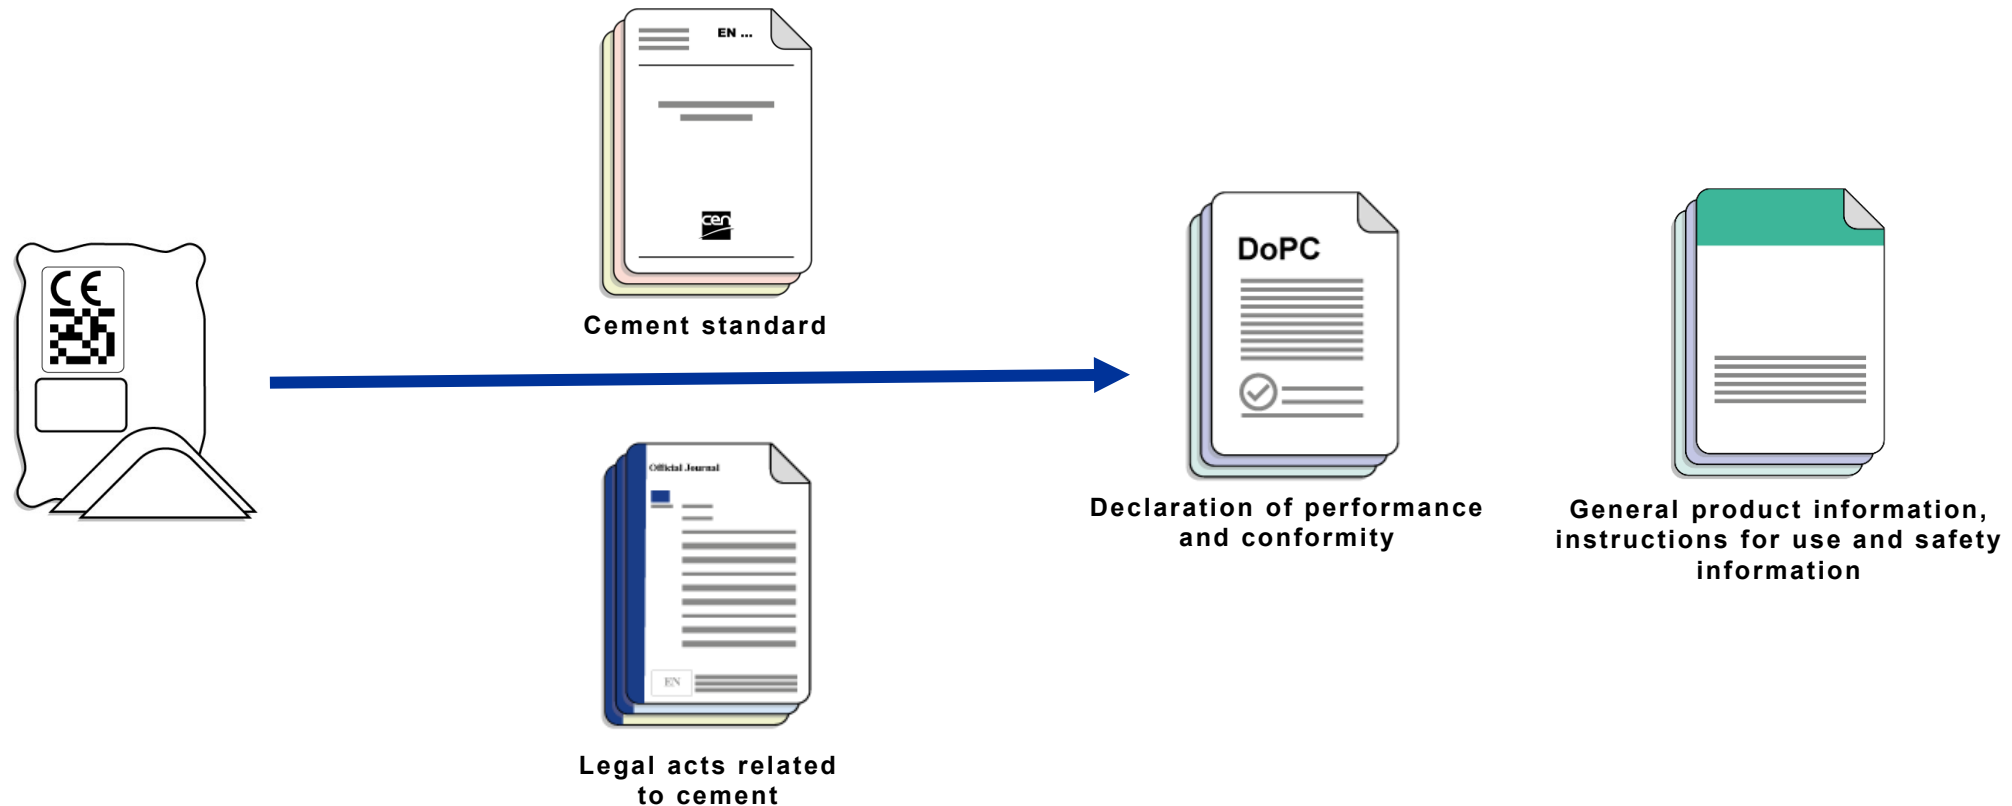 EN ...
cen
Cement standard
CE
Official Journal
EN
Legal acts related
to cement
DoPC
Declaration of performance
and conformity
General product information,
instructions for use and safety
information